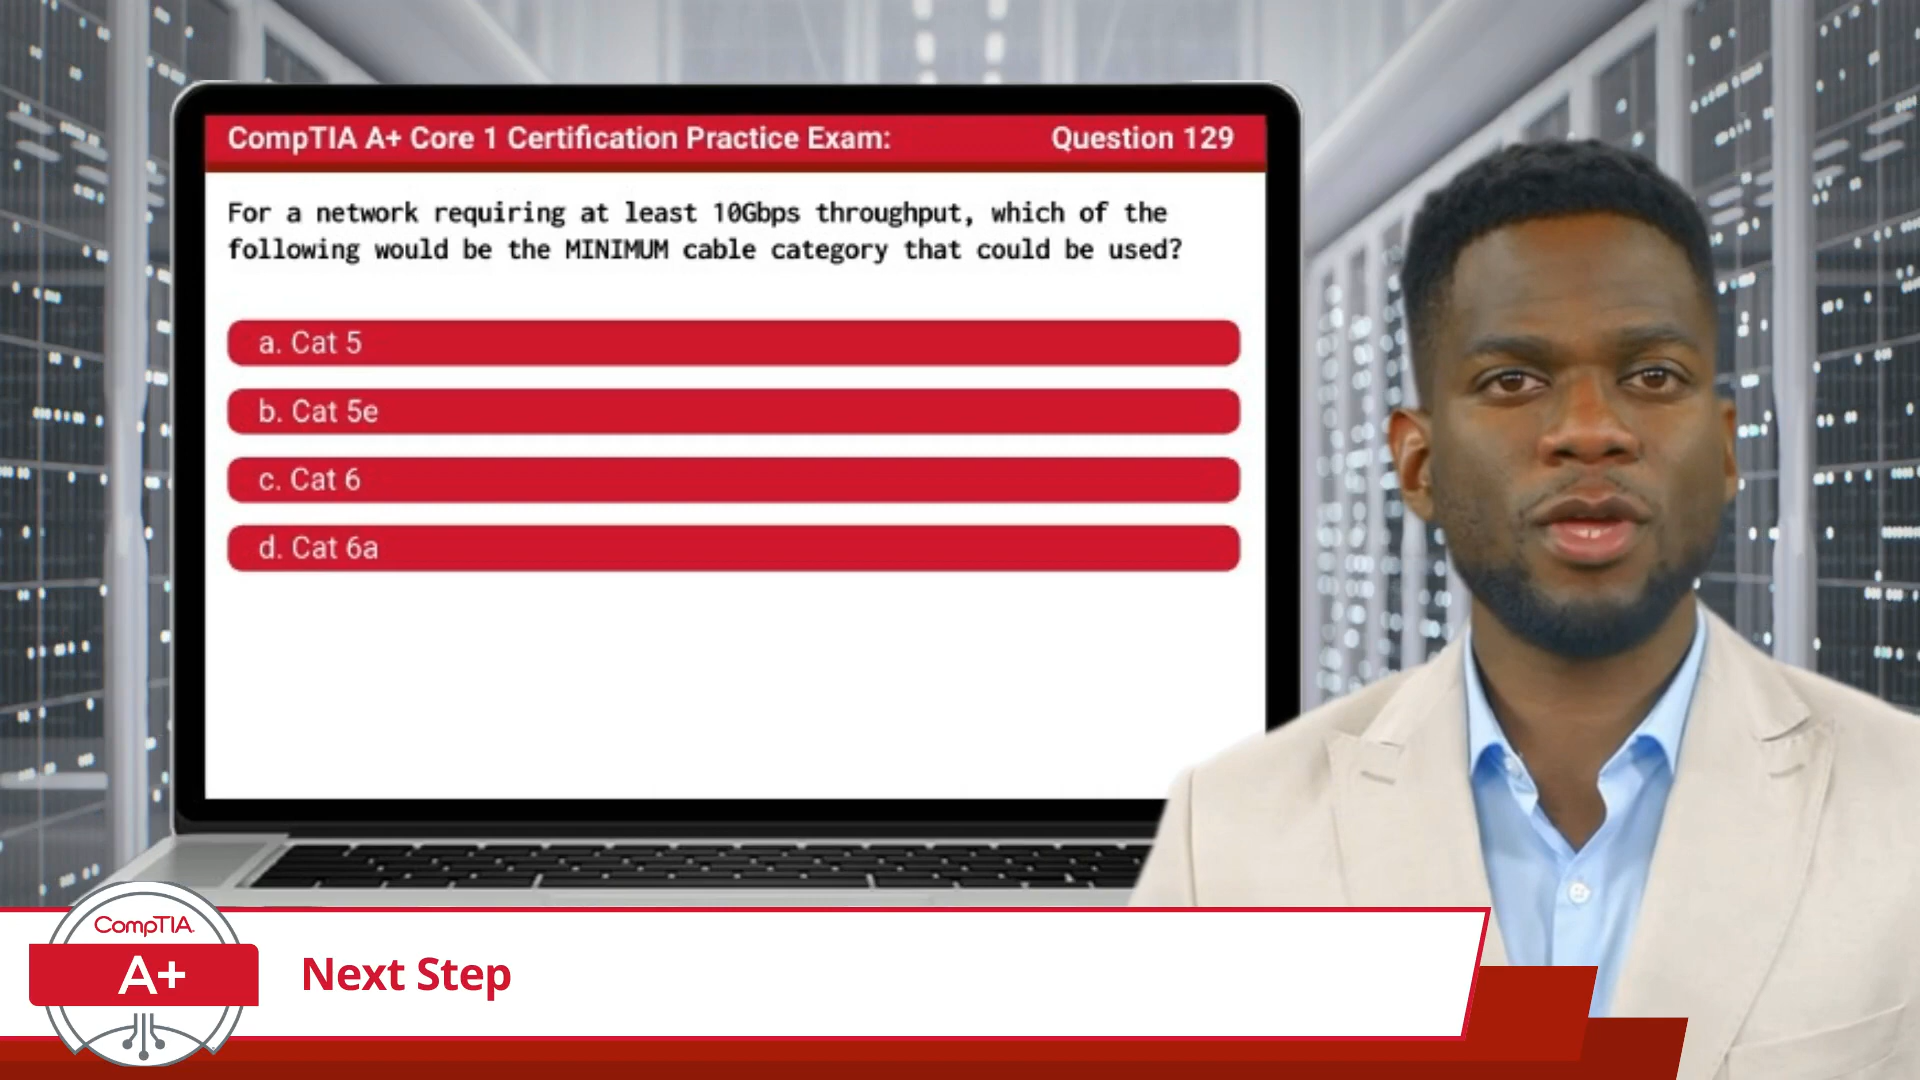 CompTIA A+ Core 1 Certification Practice Exam: Question 129
For a network requiring at least 10Gbps throughput, which of the
following would be the MINIMUM cable category that could be used?
a. Cat 5
b. Cat 5e
c. Cat 6
d. Cat 6a
CompTIA
A+
Next Step